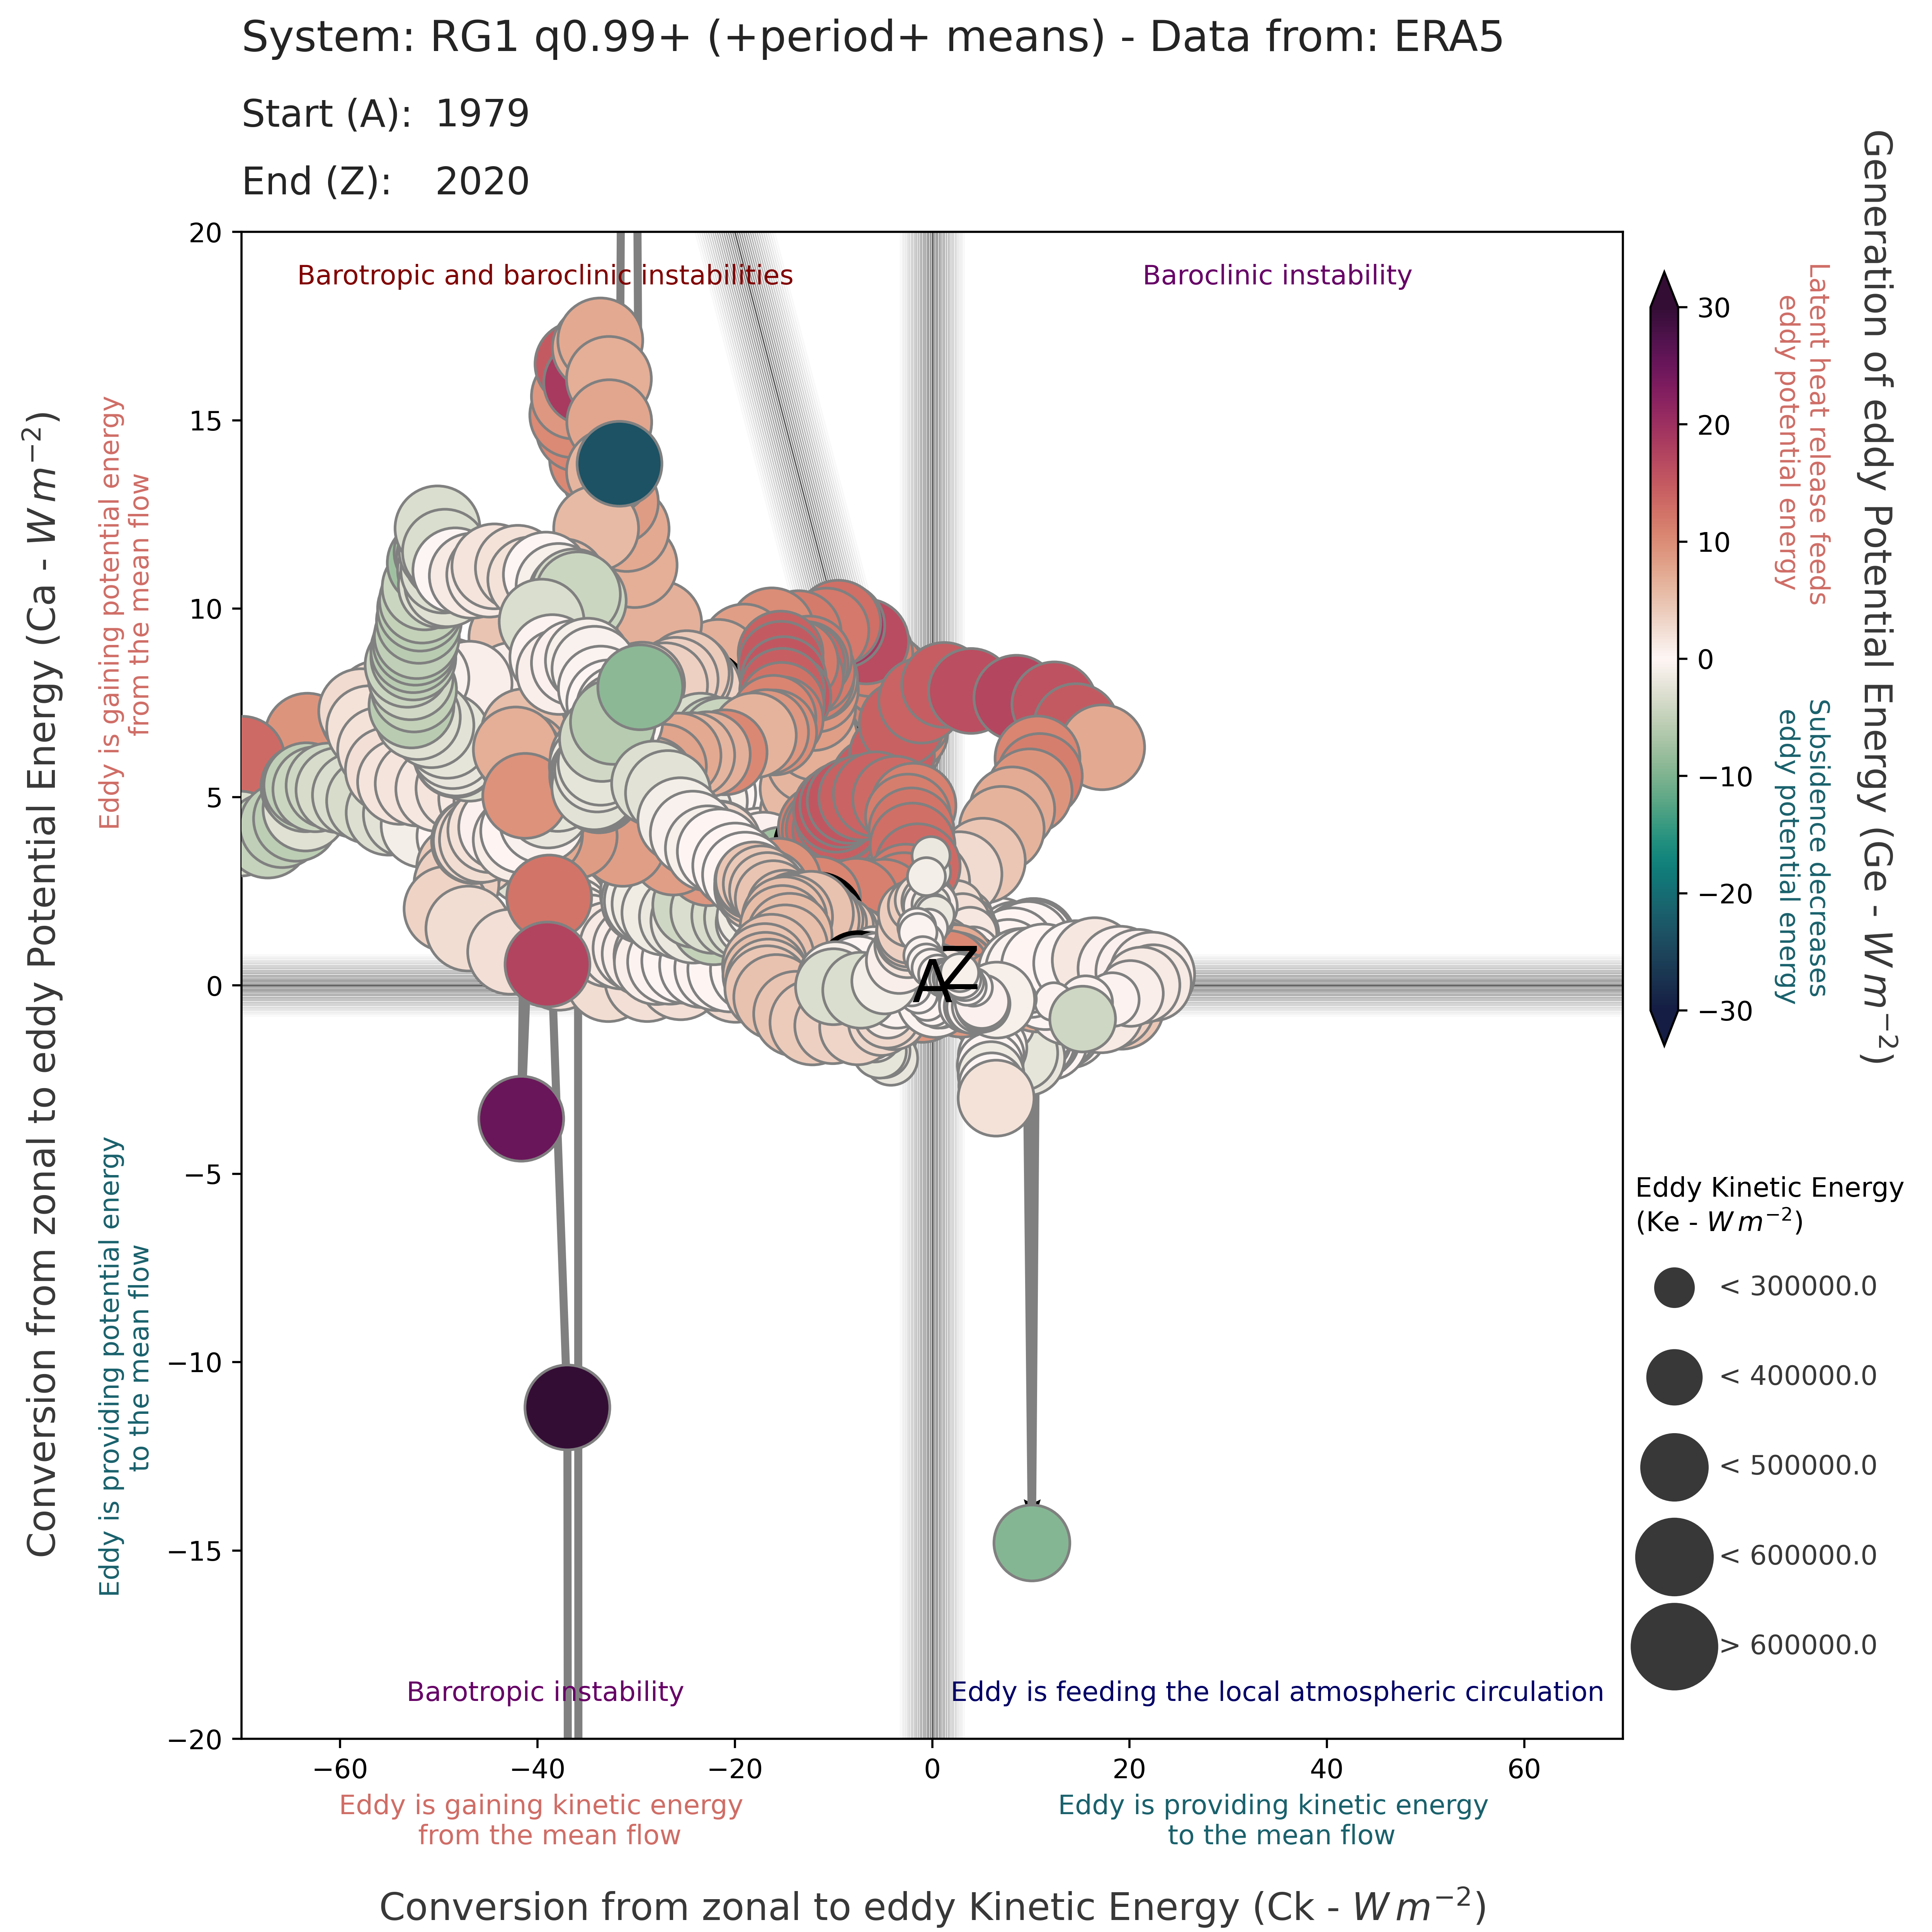 System: RG1 q0.99+ (+period+ means) - Data from: ERA5
Start (A): 1979
End (Z): 2020
Barotropic and baroclinic instabilities
Baroclinic instability
Barotropic instability
Eddy is feeding the local atmospheric circulation
A
Z
20
15
10
5
0
−5
−10
−15
−20
−60
−40
−20
0
20
40
60
Conversion from zonal to eddy Potential Energy (Ca - W m⁻²)
Eddy is gaining potential energy
from the mean flow
Eddy is providing potential energy
to the mean flow
Eddy is gaining kinetic energy
from the mean flow
Eddy is providing kinetic energy
to the mean flow
Conversion from zonal to eddy Kinetic Energy (Ck - W m⁻²)
30
20
10
0
−10
−20
−30
Latent heat release feeds
eddy potential energy
Subsidence decreases
eddy potential energy
Generation of eddy Potential Energy (Ge - W m⁻²)
Eddy Kinetic Energy
(Ke - W m⁻²)
< 300000.0
< 400000.0
< 500000.0
< 600000.0
> 600000.0